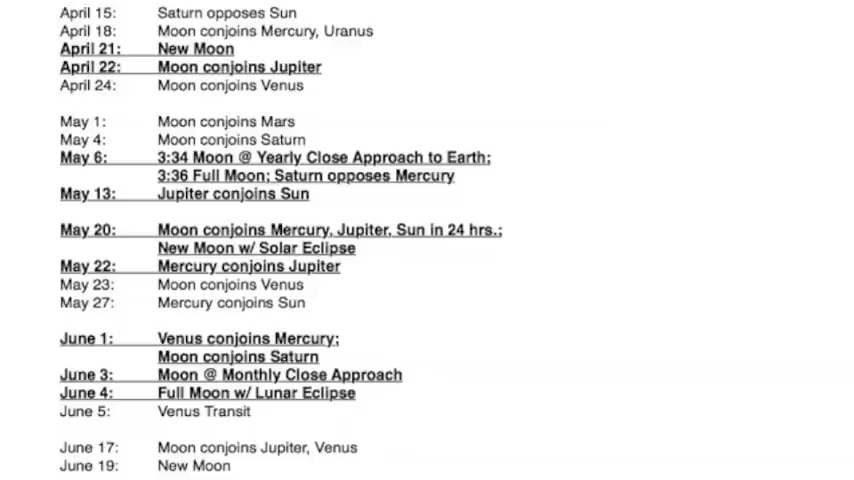 April 15: Saturn opposes Sun
April 18: Moon conjoins Mercury, Uranus
April 21: New Moon
April 22: Moon conjoins Jupiter
April 24: Moon conjoins Venus
May 1: Moon conjoins Mars
May 4: Moon conjoins Saturn
May 6: 3:34 Moon @ Yearly Close Approach to Earth;
3:36 Full Moon; Saturn opposes Mercury
May 13: Jupiter conjoins Sun
May 20: Moon conjoins Mercury, Jupiter, Sun in 24 hrs.;
New Moon w/ Solar Eclipse
May 22: Mercury conjoins Jupiter
May 23: Moon conjoins Venus
May 27: Mercury conjoins Sun
June 1: Venus conjoins Mercury;
Moon conjoins Saturn
June 3: Moon @ Monthly Close Approach
June 4: Full Moon w/ Lunar Eclipse
June 5: Venus Transit
June 17: Moon conjoins Jupiter, Venus
June 19: New Moon